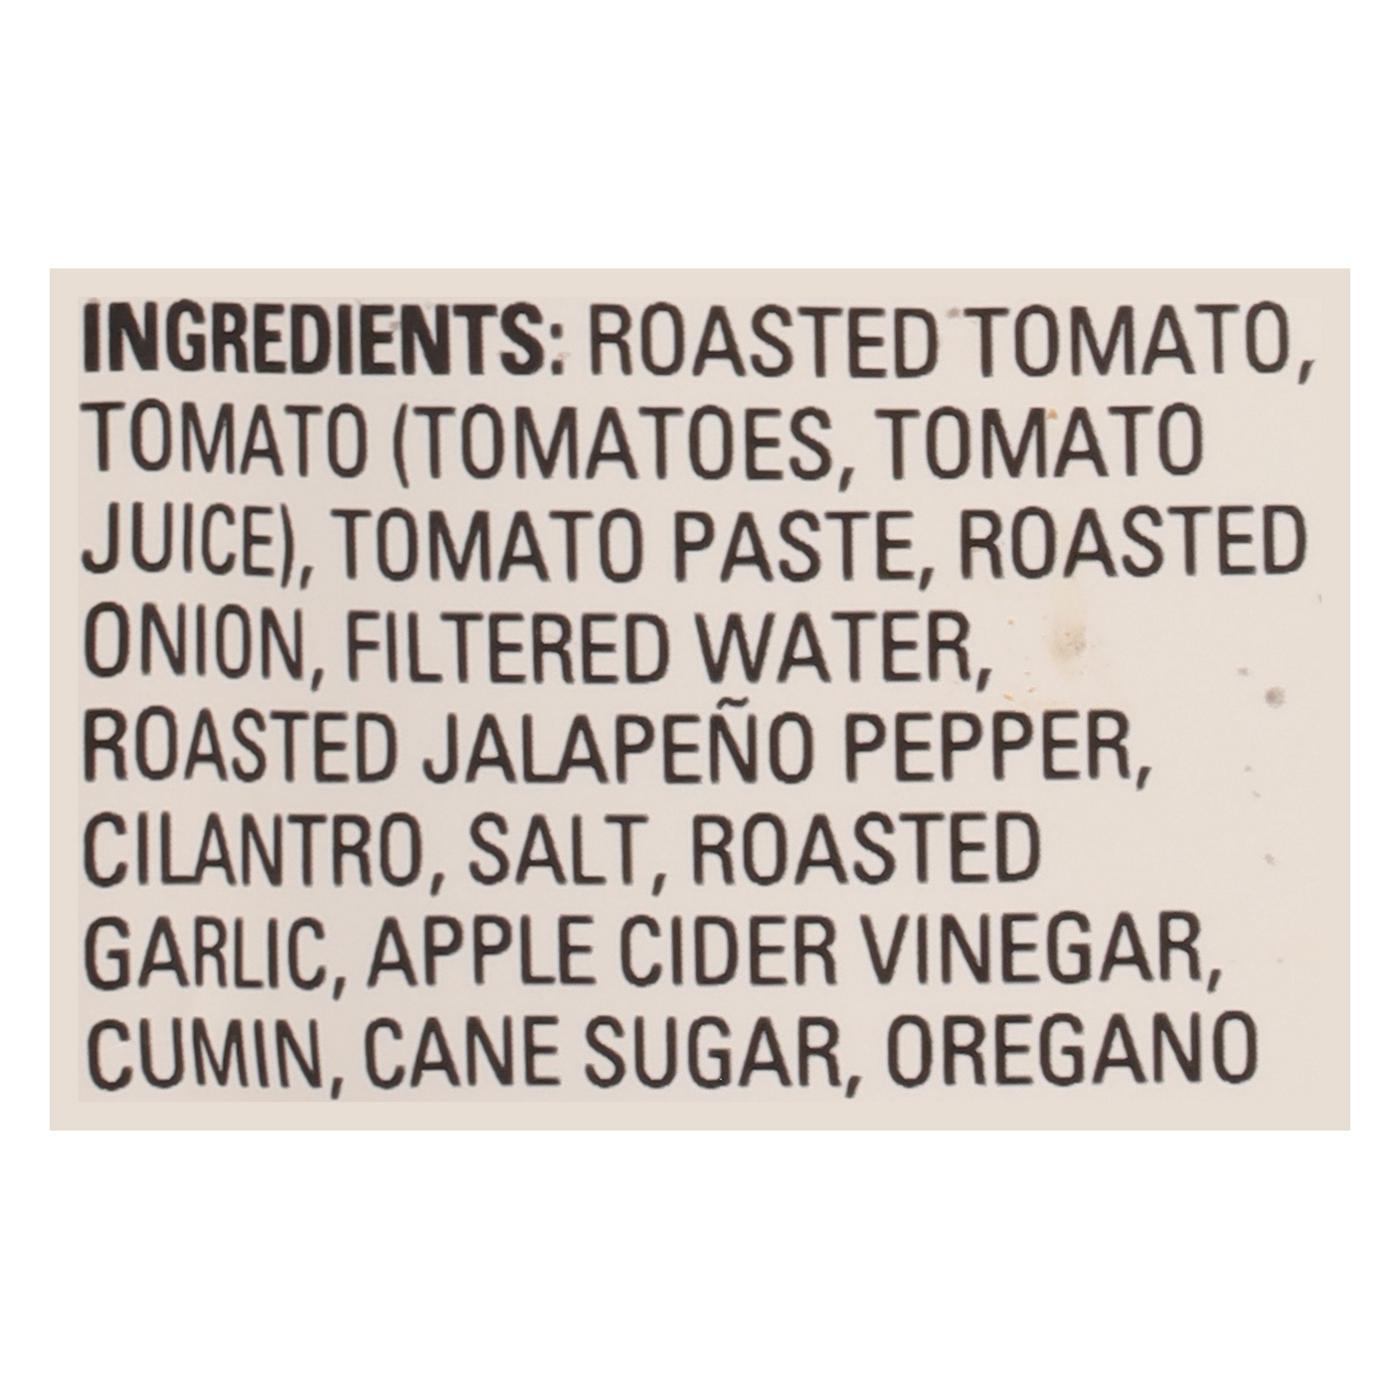 INGREDIENTS: ROASTED TOMATO,
TOMATO (TOMATOES, TOMATO
JUICE), TOMATO PASTE, ROASTED
ONION, FILTERED WATER,
ROASTED JALAPEÑO PEPPER,
CILANTRO, SALT, ROASTED
GARLIC, APPLE CIDER VINEGAR,
CUMIN, CANE SUGAR, OREGANO